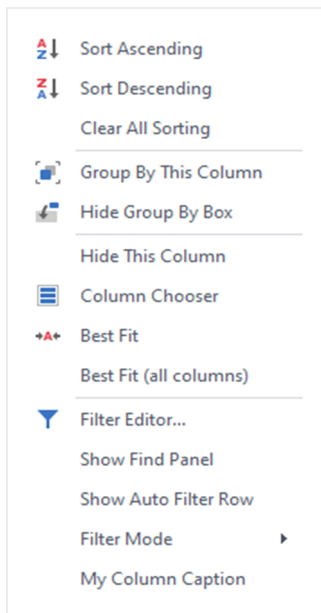 Sort Ascending
Sort Descending
Clear All Sorting
Group By This Column
Hide Group By Box
Hide This Column
Column Chooser
Best Fit
Best Fit (all columns)
Filter Editor...
Show Find Panel
Show Auto Filter Row
Filter Mode
My Column Caption